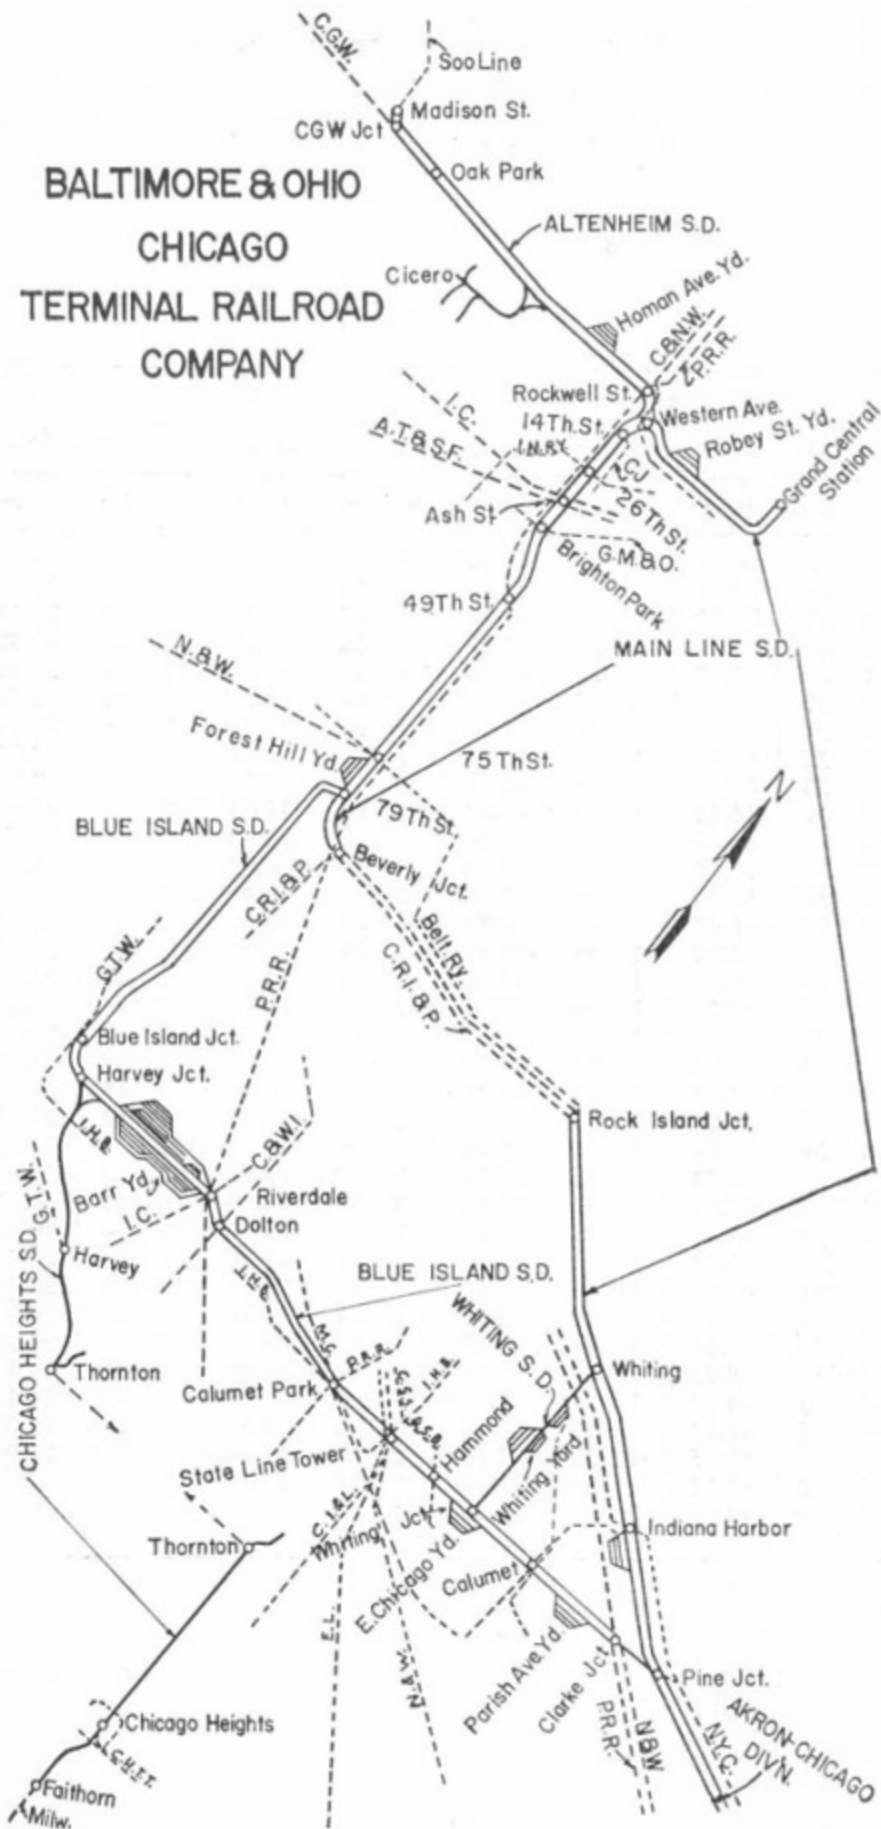 C.G.W.
Soo Line
Madison St.
CGW Jct
Oak Park
BALTIMORE & OHIO
CHICAGO
TERMINAL RAILROAD
COMPANY
ALTENHEIM S.D.
Cicero
Homan Ave. Yd.
C&N.W.
P.R.R.
Rockwell St.
I.C.
14Th St.
Western Ave.
A.T.& S.F.
I.N.RY.
Robey St. Yd.
Grand Central
Station
Ash St.
26Th St.
G.M.&O.
Brighton Park
49Th St.
N.&W.
MAIN LINE S.D.
Forest Hill Yd.
75Th St.
N
79Th St.
BLUE ISLAND S.D.
Beverly Jct.
C.R.I.&P.
Belt Ry.
G.T.W.
P.R.R.
C.R.I.&P.
Blue Island Jct.
Harvey Jct.
Rock Island Jct.
I.H.B.
C&W.I.
Barr Yd.
Riverdale
G.T.W.
I.C.
Dolton
Harvey
I.H.B.
BLUE ISLAND S.D.
CHICAGO HEIGHTS S.D.
WHITING S.D.
M.C.
P.R.R.
I.H.B.
Whiting
Thornton
Calumet Park
Hammond
State Line Tower
Whiting Yard
C.I.&L.
Whiting Jct.
Indiana Harbor
Thornton
E. Chicago Yd.
Calumet
E.L.
N.&W.
Parish Ave. Yd.
Clarke Jct.
Pine Jct.
Chicago Heights
P.R.R.
N&W
N.Y.C.
AKRON-CHICAGO
DIVN.
Faithorn
Milw.